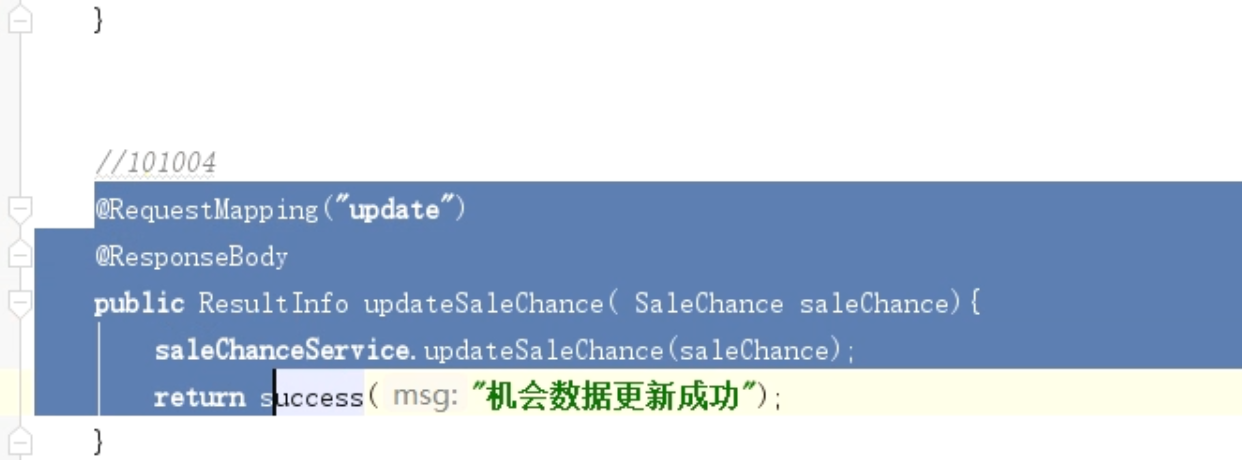 }
//101004
@RequestMapping("update")
@ResponseBody
public ResultInfo updateSaleChance( SaleChance saleChance){
saleChanceService.updateSaleChance(saleChance);
return success( msg: "机会数据更新成功");
}